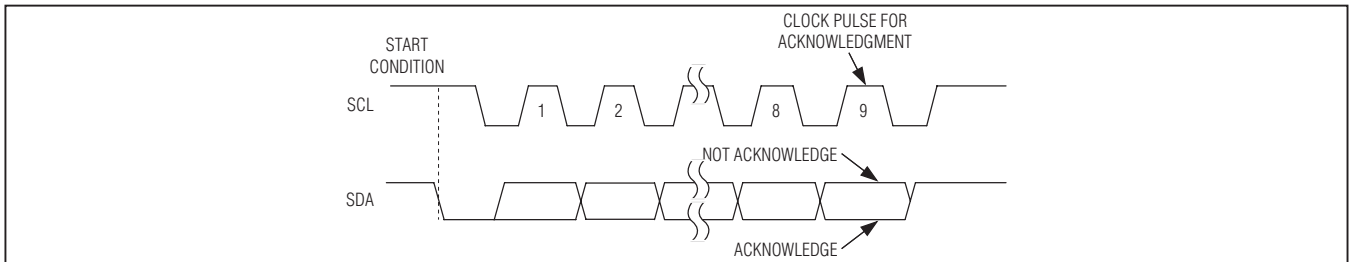 CLOCK PULSE FOR
ACKNOWLEDGMENT
START
CONDITION
SCL
1
2
8
9
NOT ACKNOWLEDGE
SDA
ACKNOWLEDGE